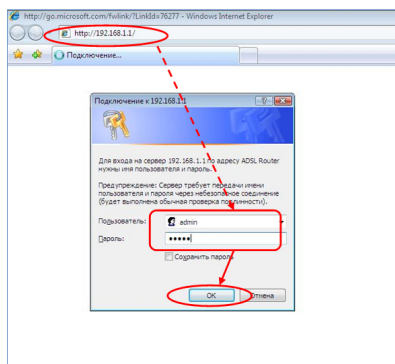 http://go.microsoft.com/fwlink/?LinkId=76277 - Windows Internet Explorer
http://192.168.1.1/
Подключение...
Подключение к 192.168.1.1
Для входа на сервер 192.168.1.1 по адресу ADSL Router
нужны имя пользователя и пароль.
Предупреждение: Сервер требует передачи имени
пользователя и пароля через небезопасное соединение
(будет выполнена обычная проверка подлинности).
Пользователь:
admin
Пароль:
•••••
Сохранить пароль
OK
Отмена